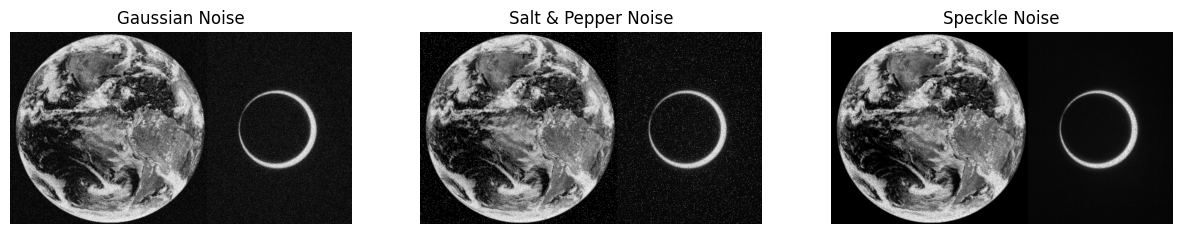 Gaussian Noise
Salt & Pepper Noise
Speckle Noise